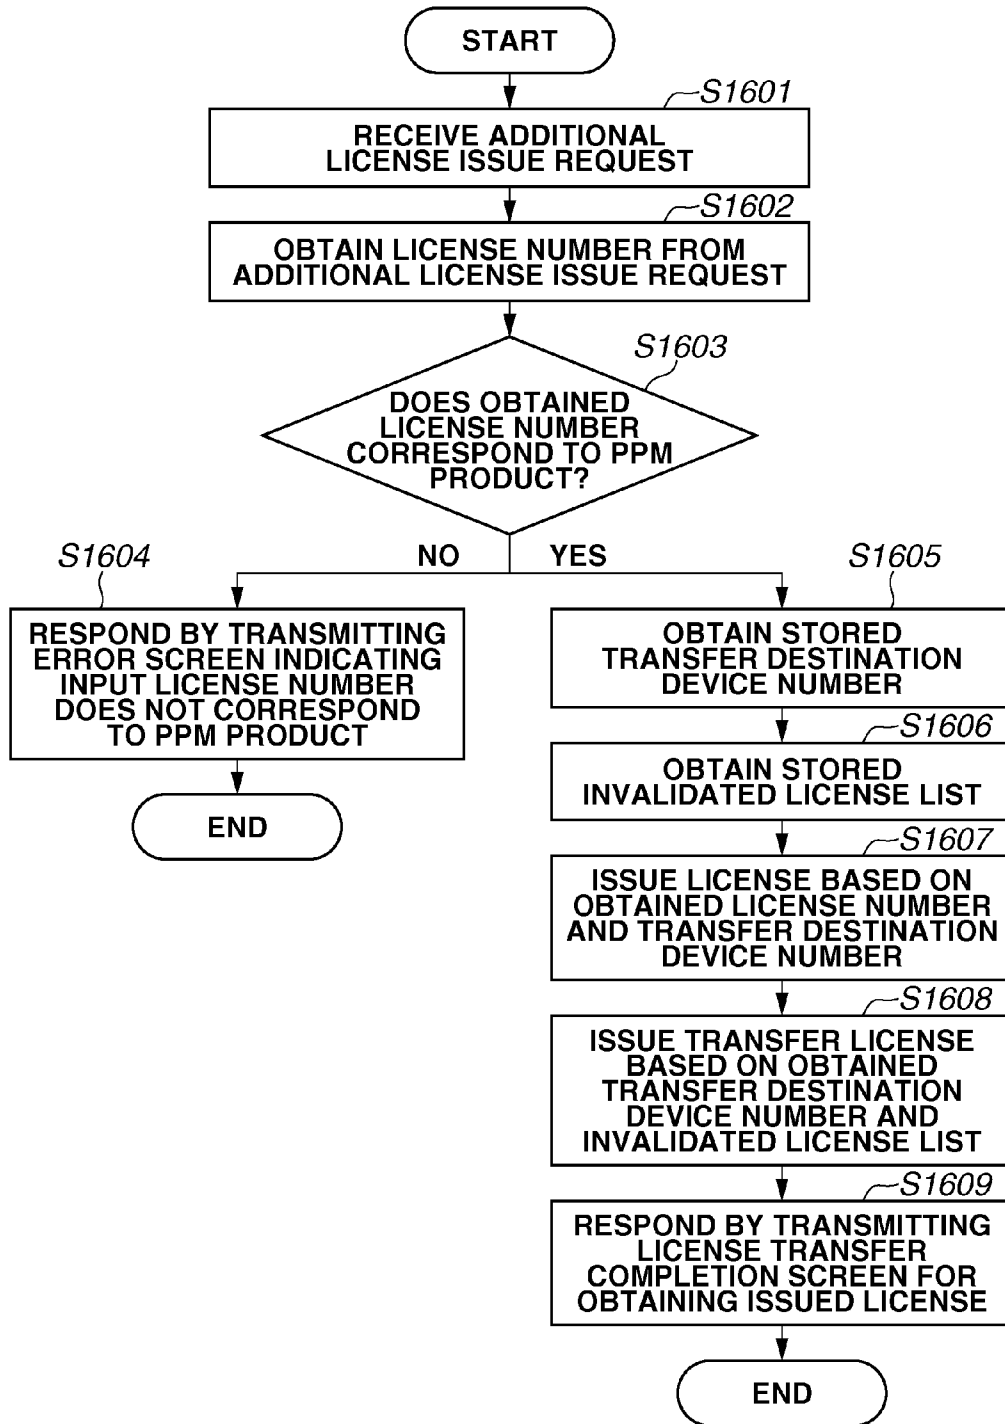 START
S1601
RECEIVE ADDITIONAL
LICENSE ISSUE REQUEST
S1602
OBTAIN LICENSE NUMBER FROM
ADDITIONAL LICENSE ISSUE REQUEST
S1603
DOES OBTAINED
LICENSE NUMBER
CORRESPOND TO PPM
PRODUCT?
NO
YES
S1604
RESPOND BY TRANSMITTING
ERROR SCREEN INDICATING
INPUT LICENSE NUMBER
DOES NOT CORRESPOND
TO PPM PRODUCT
END
S1605
OBTAIN STORED
TRANSFER DESTINATION
DEVICE NUMBER
S1606
OBTAIN STORED
INVALIDATED LICENSE LIST
S1607
ISSUE LICENSE BASED ON
OBTAINED LICENSE NUMBER
AND TRANSFER DESTINATION
DEVICE NUMBER
S1608
ISSUE TRANSFER LICENSE
BASED ON OBTAINED
TRANSFER DESTINATION
DEVICE NUMBER AND
INVALIDATED LICENSE LIST
S1609
RESPOND BY TRANSMITTING
LICENSE TRANSFER
COMPLETION SCREEN FOR
OBTAINING ISSUED LICENSE
END